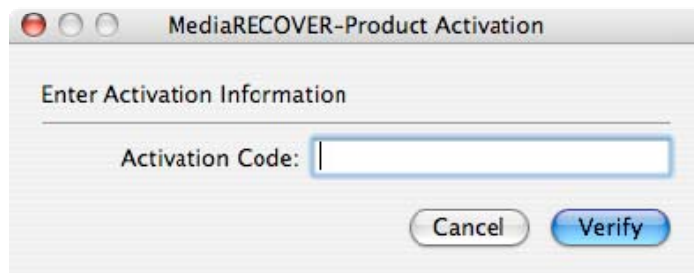 MediaRECOVER-Product Activation
Enter Activation Information
Activation Code:
Cancel Verify